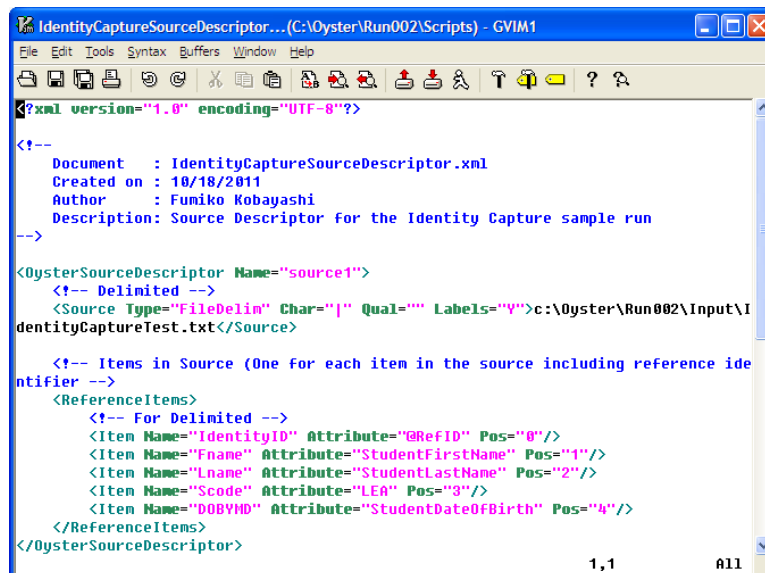 IdentityCaptureSourceDescriptor...(C:\Oyster\Run002\Scripts) - GVIM1
File Edit Tools Syntax Buffers Window Help
<?xml version="1.0" encoding="UTF-8"?>
<!--
    Document   : IdentityCaptureSourceDescriptor.xml
    Created on : 10/18/2011
    Author     : Fumiko Kobayashi
    Description: Source Descriptor for the Identity Capture sample run
-->
<OysterSourceDescriptor Name="source1">
    <!-- Delimited -->
    <Source Type="FileDelim" Char="|" Qual="" Labels="Y">c:\Oyster\Run002\Input\I
dentityCaptureTest.txt</Source>
    <!-- Items in Source (One for each item in the source including reference ide
ntifier -->
    <ReferenceItems>
        <!-- For Delimited -->
        <Item Name="IdentityID" Attribute="@RefID" Pos="0"/>
        <Item Name="Fname" Attribute="StudentFirstName" Pos="1"/>
        <Item Name="Lname" Attribute="StudentLastName" Pos="2"/>
        <Item Name="Scode" Attribute="LEA" Pos="3"/>
        <Item Name="DOBYMD" Attribute="StudentDateOfBirth" Pos="4"/>
    </ReferenceItems>
</OysterSourceDescriptor>
1,1 All